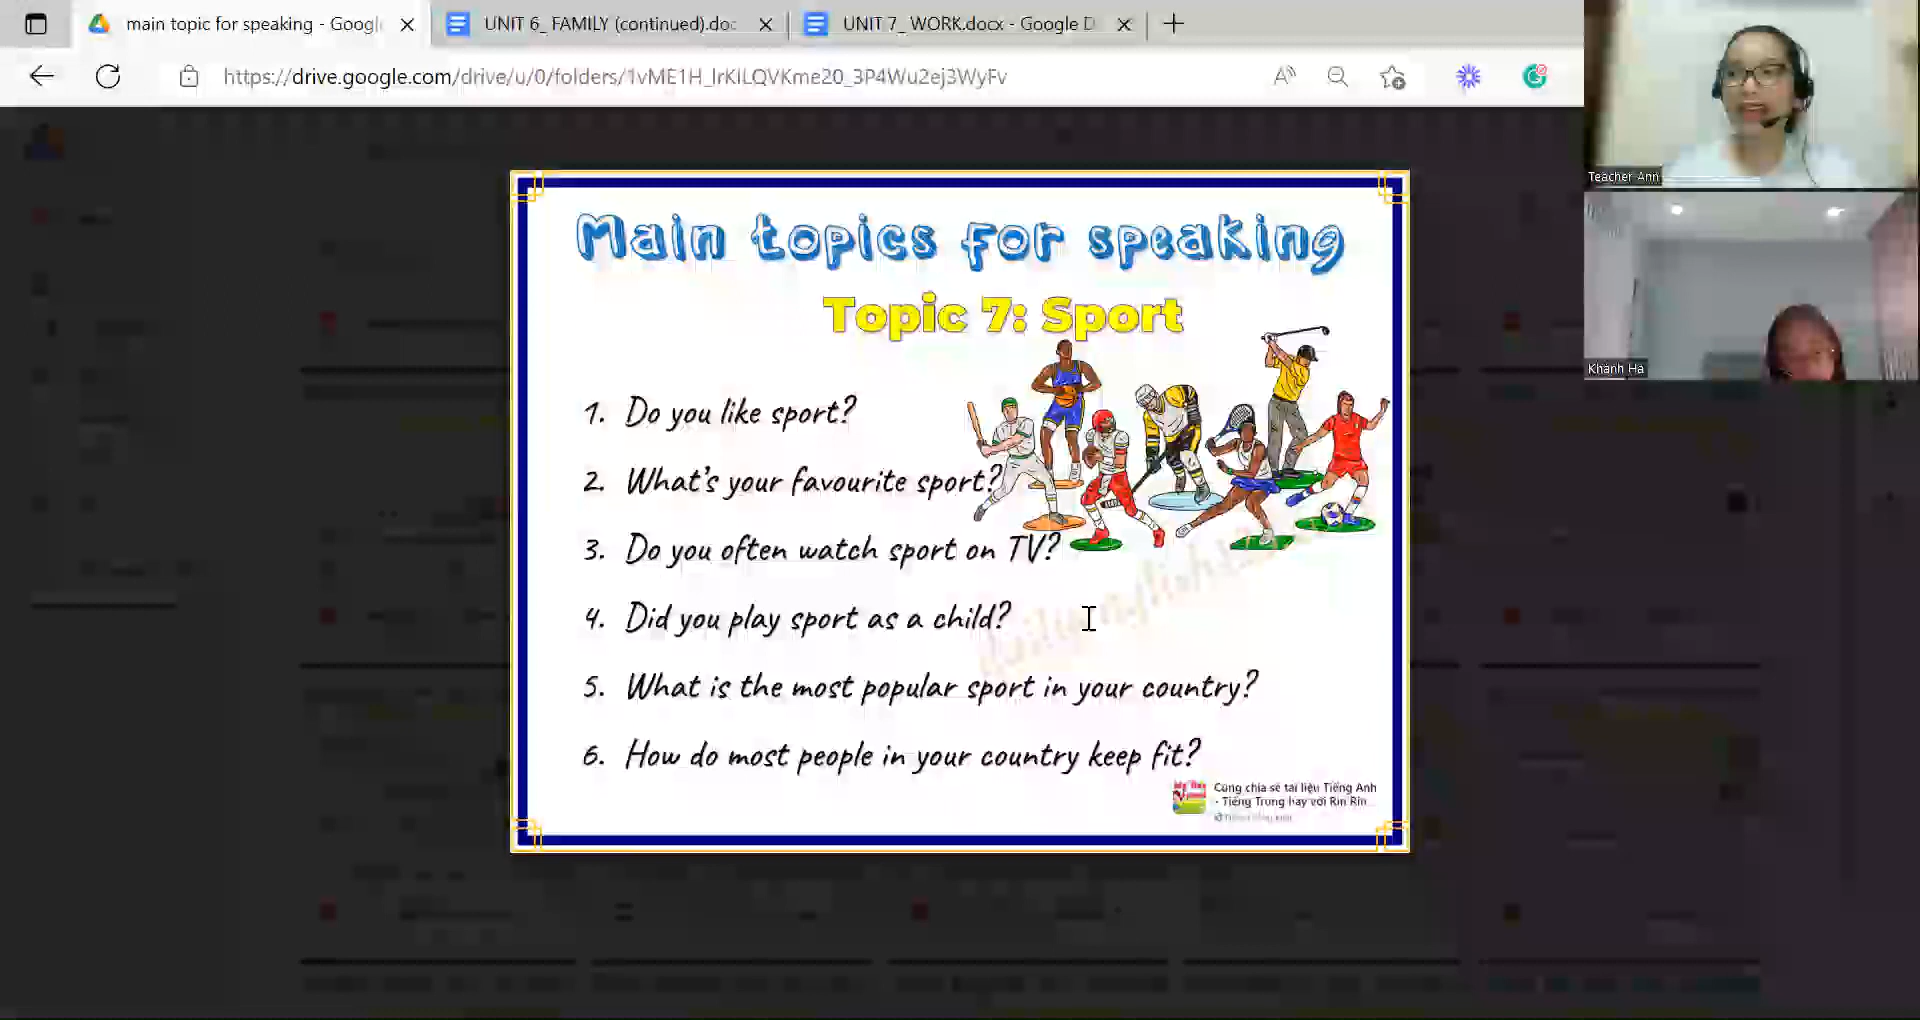 main topic for speaking - Googl
UNIT 6_ FAMILY (continued).doc
UNIT 7_ WORK.docx - Google D
https://drive.google.com/drive/u/0/folders/1vME1H_lrKlLQVKme20_3P4Wu2ej3WyFv
Teacher Ann
Khánh Hà
Main topics for speaking
Topic 7: Sport
1. Do you like sport?
2. What's your favourite sport?
3. Do you often watch sport on TV?
4. Did you play sport as a child?
5. What is the most popular sport in your country?
6. How do most people in your country keep fit?
Cùng chia sẻ tài liệu Tiếng Anh
- Tiếng Trung hay với Rin Rin...